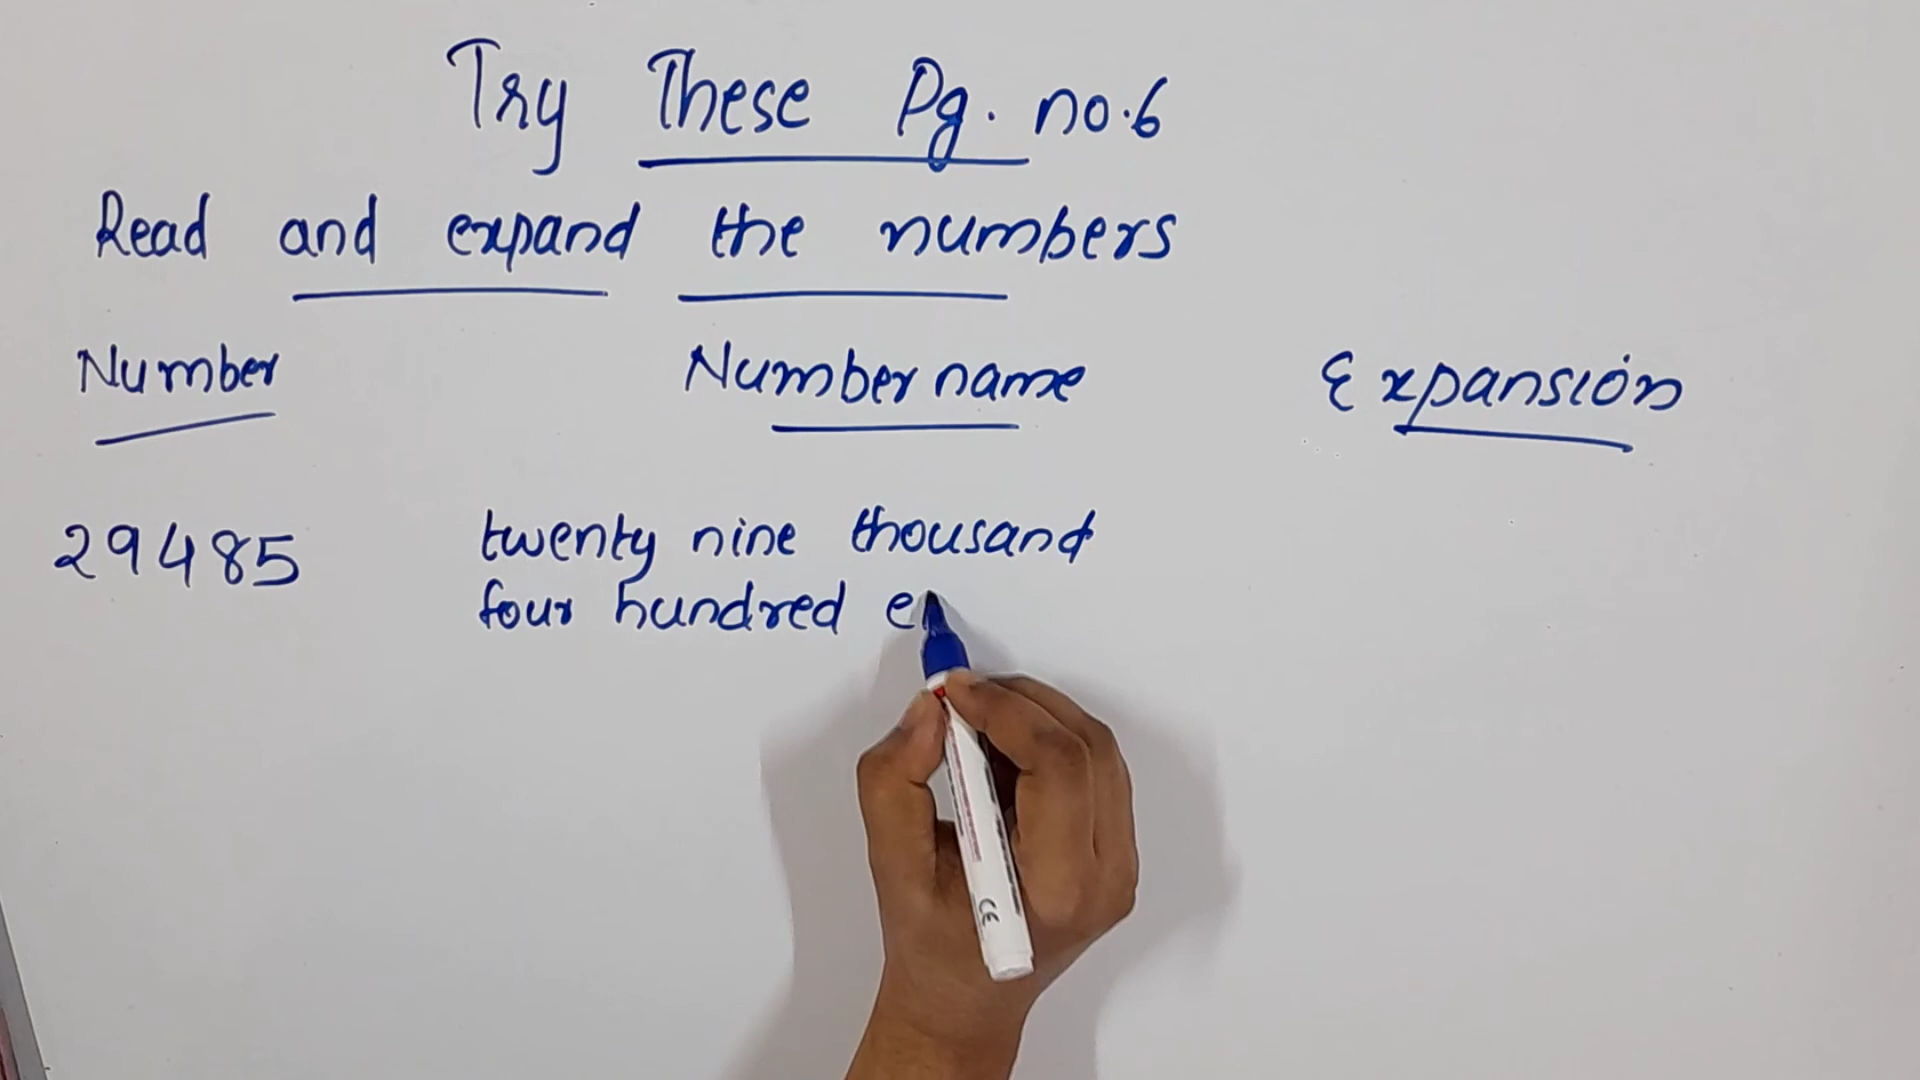 Try These Pg. no.6
Read and expand the numbers
Number Number name Expansion
29485 twenty nine thousand
four hundred e
CE